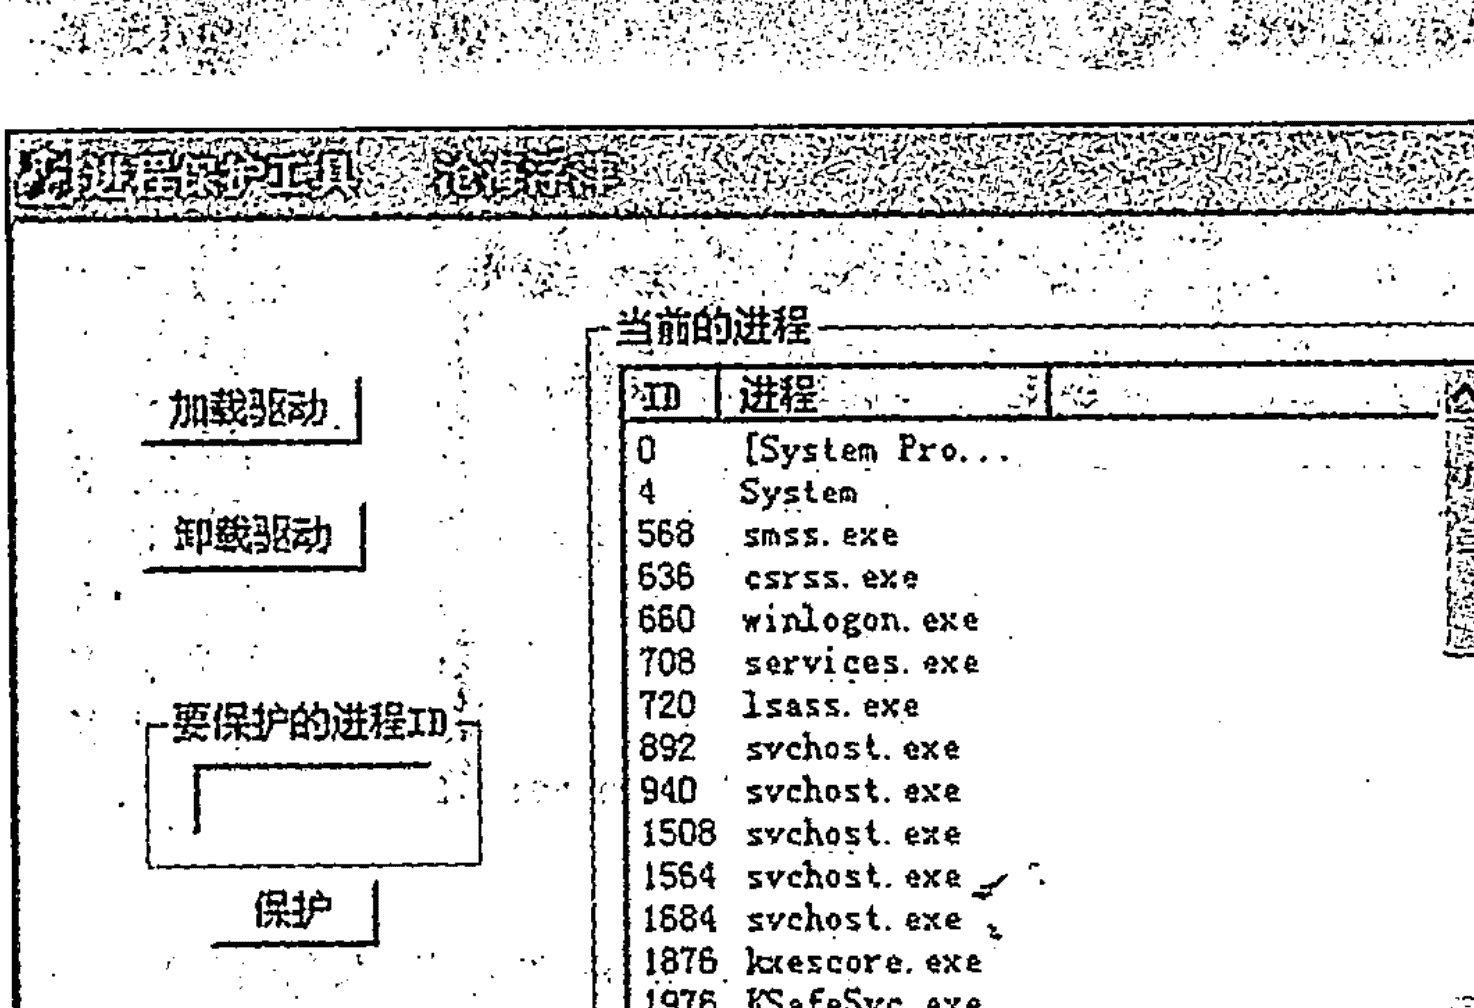 进程保护工具
当前的进程
ID 进程
加载驱动
卸载驱动
要保护的进程ID
保护
0 [System Pro...
4 System
568 smss.exe
636 csrss.exe
660 winlogon.exe
708 services.exe
720 lsass.exe
892 svchost.exe
940 svchost.exe
1508 svchost.exe
1564 svchost.exe
1684 svchost.exe
1876 kxescore.exe
1976 KSafeSvc.exe